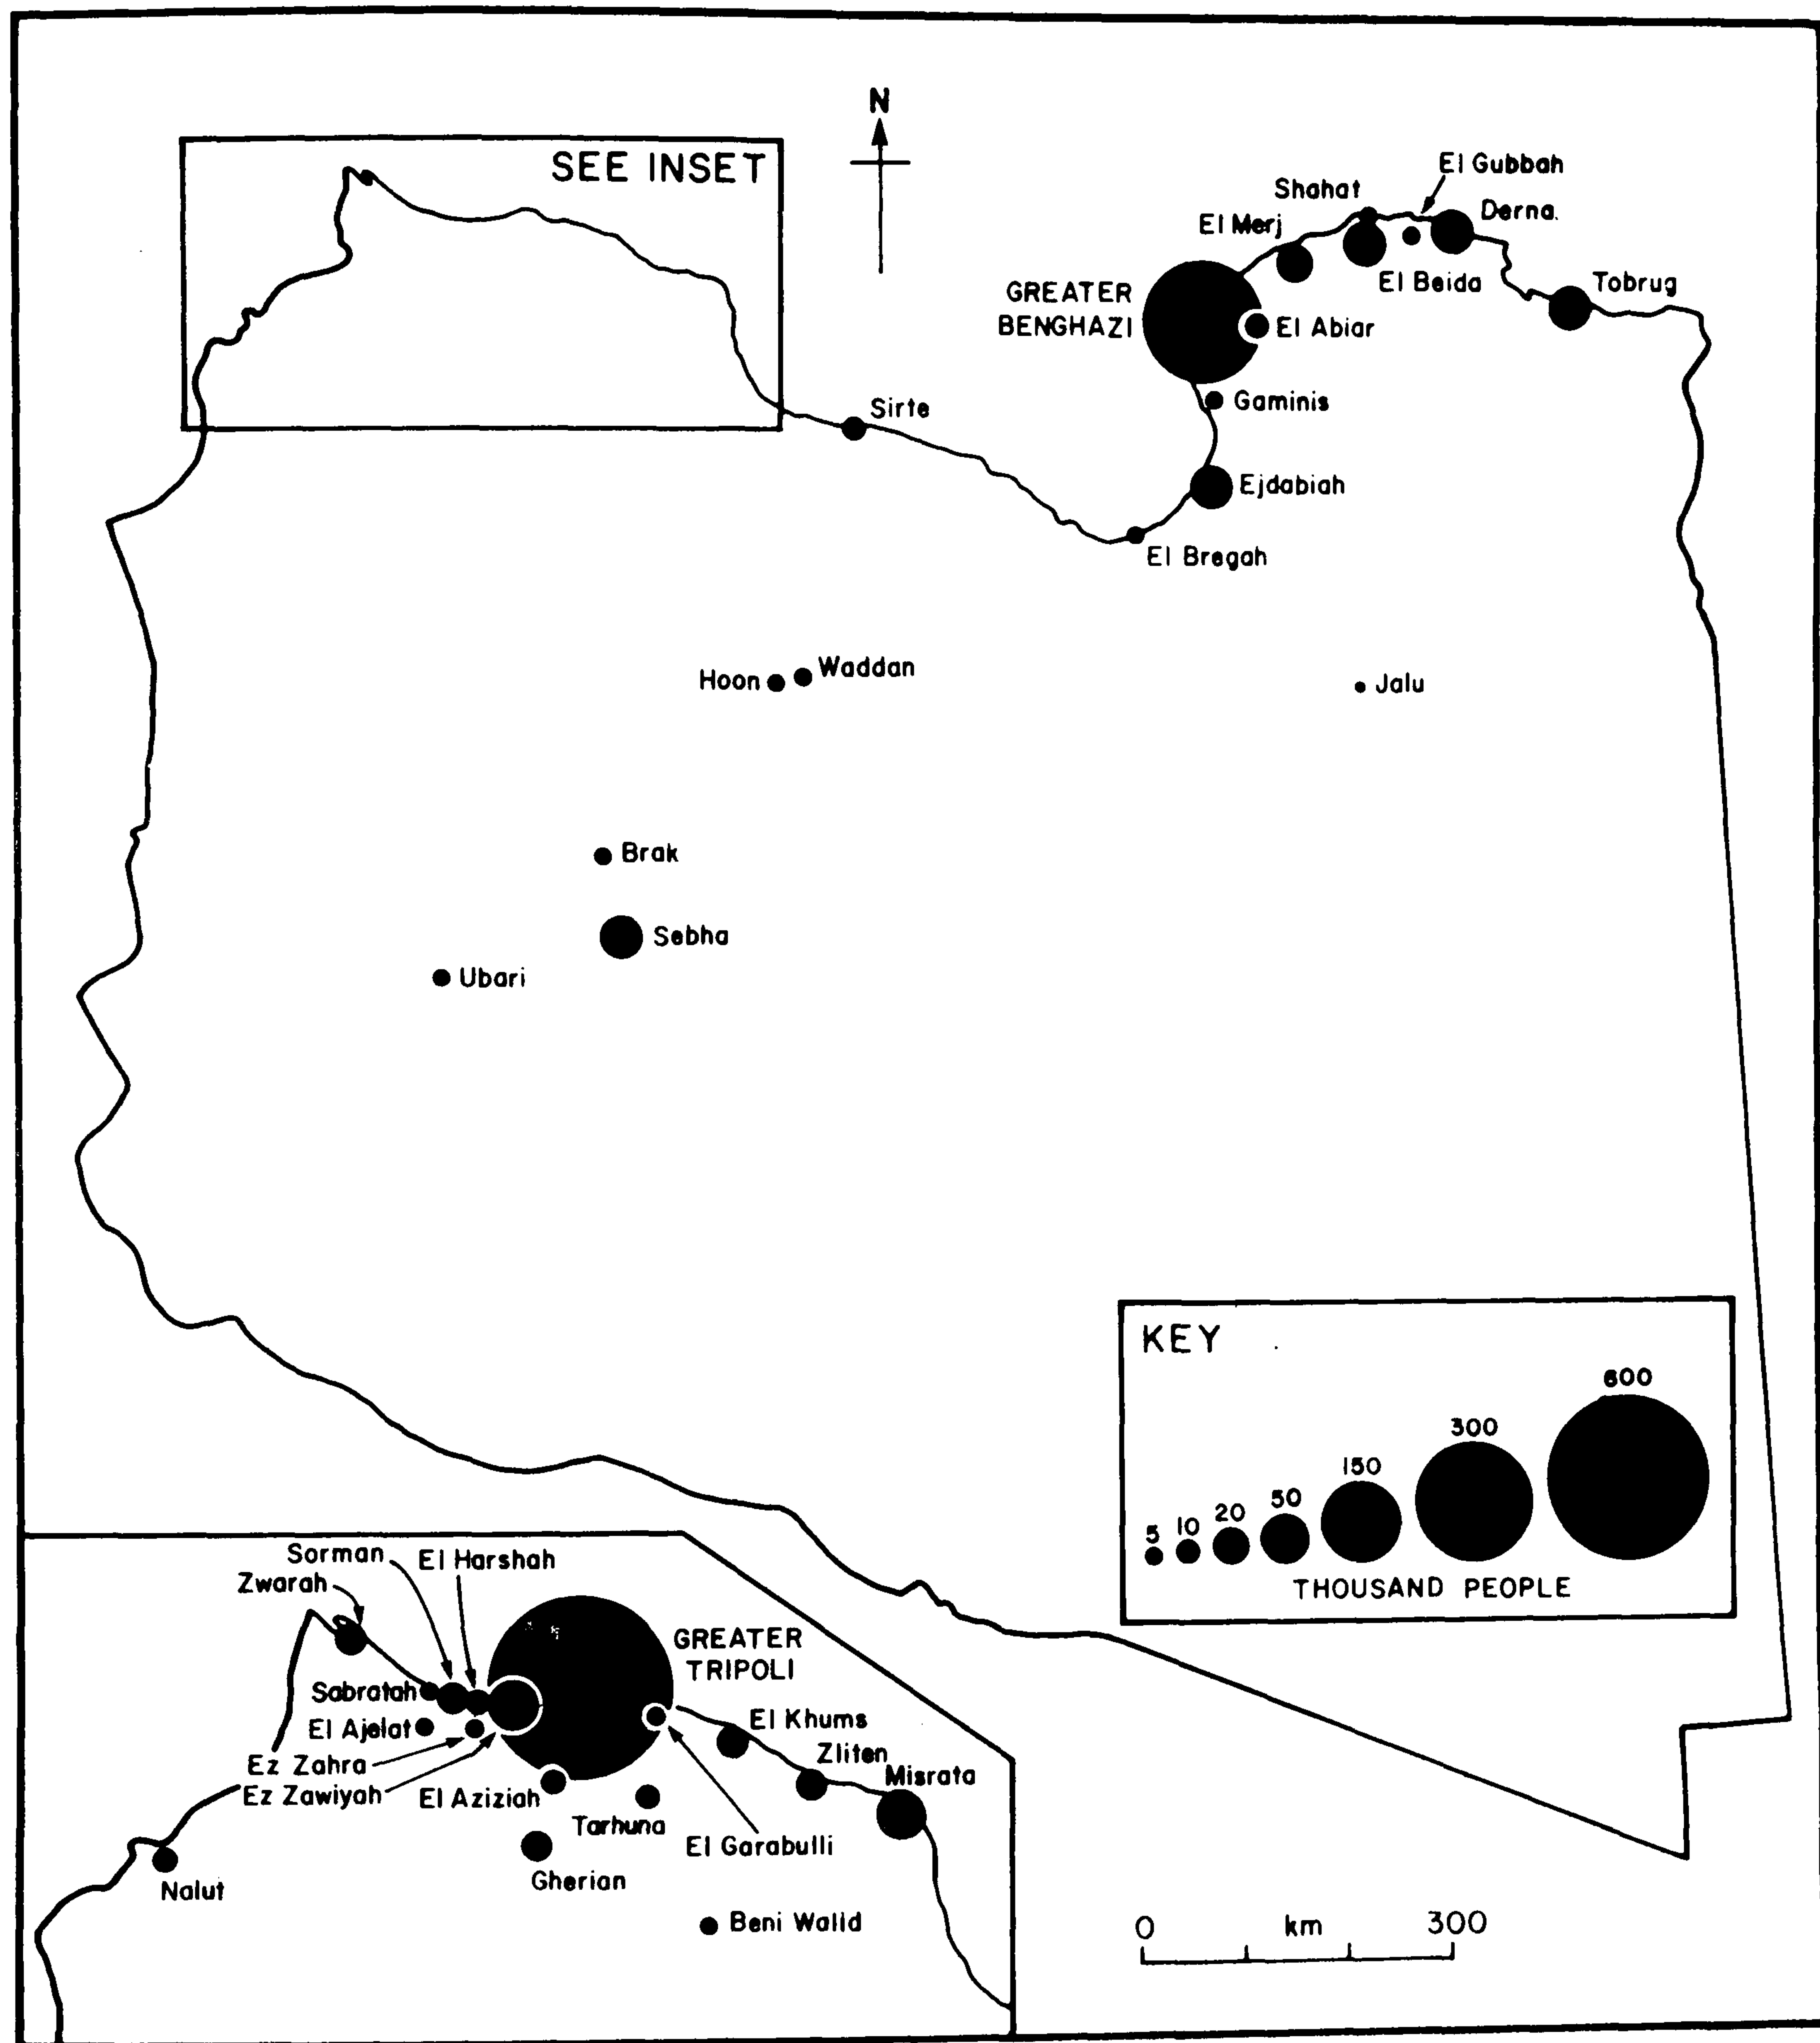 N
SEE INSET
El Gubbah
Shahat
Derna.
El Merj
El Beida
Tobrug
GREATER
BENGHAZI
El Abiar
Gaminis
Sirte
Ejdabiah
El Bregah
Hoon
Waddan
Jalu
Brak
Sebha
Ubari
KEY
5
10
20
50
150
300
600
THOUSAND PEOPLE
Sorman
El Harshah
Zwarah
GREATER
TRIPOLI
Sabratah
El Ajelat
El Khums
Ez Zahra
Zliten
Ez Zawiyah
El Aziziah
Misrata
Tarhuna
El Garabulli
Gherian
Nalut
Beni Walid
0 km 300